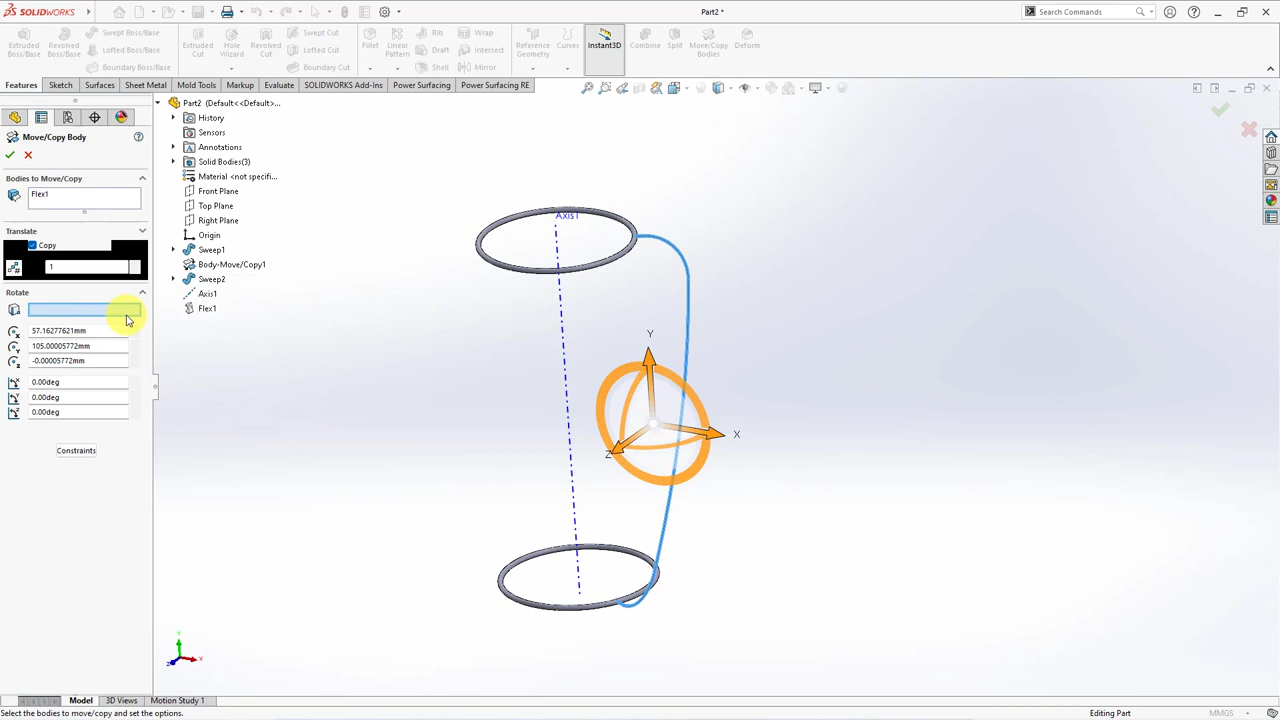 SOLIDWORKS
Part2 *
Search Commands
Extruded Boss/Base
Revolved Boss/Base
Swept Boss/Base
Lofted Boss/Base
Boundary Boss/Base
Extruded Cut
Hole Wizard
Revolved Cut
Swept Cut
Lofted Cut
Boundary Cut
Fillet
Linear Pattern
Rib
Draft
Shell
Wrap
Intersect
Mirror
Reference Geometry
Curves
Instant3D
Combine
Split
Move/Copy Bodies
Deform
Features Sketch Surfaces Sheet Metal Mold Tools Markup Evaluate SOLIDWORKS Add-Ins Power Surfacing Power Surfacing RE
Move/Copy Body
Bodies to Move/Copy
Flex1
Translate
Copy
1
Rotate
57.16277621mm
105.00005772mm
-0.00005772mm
0.00deg
0.00deg
0.00deg
Constraints
Part2 (Default<<Default>...
History
Sensors
Annotations
Solid Bodies(3)
Material <not specifi...
Front Plane
Top Plane
Right Plane
Origin
Sweep1
Body-Move/Copy1
Sweep2
Axis1
Flex1
Axis1
Y
X
Z
Y
X
Z
Model 3D Views Motion Study 1
Select the bodies to move/copy and set the options.
Editing Part
MMGS